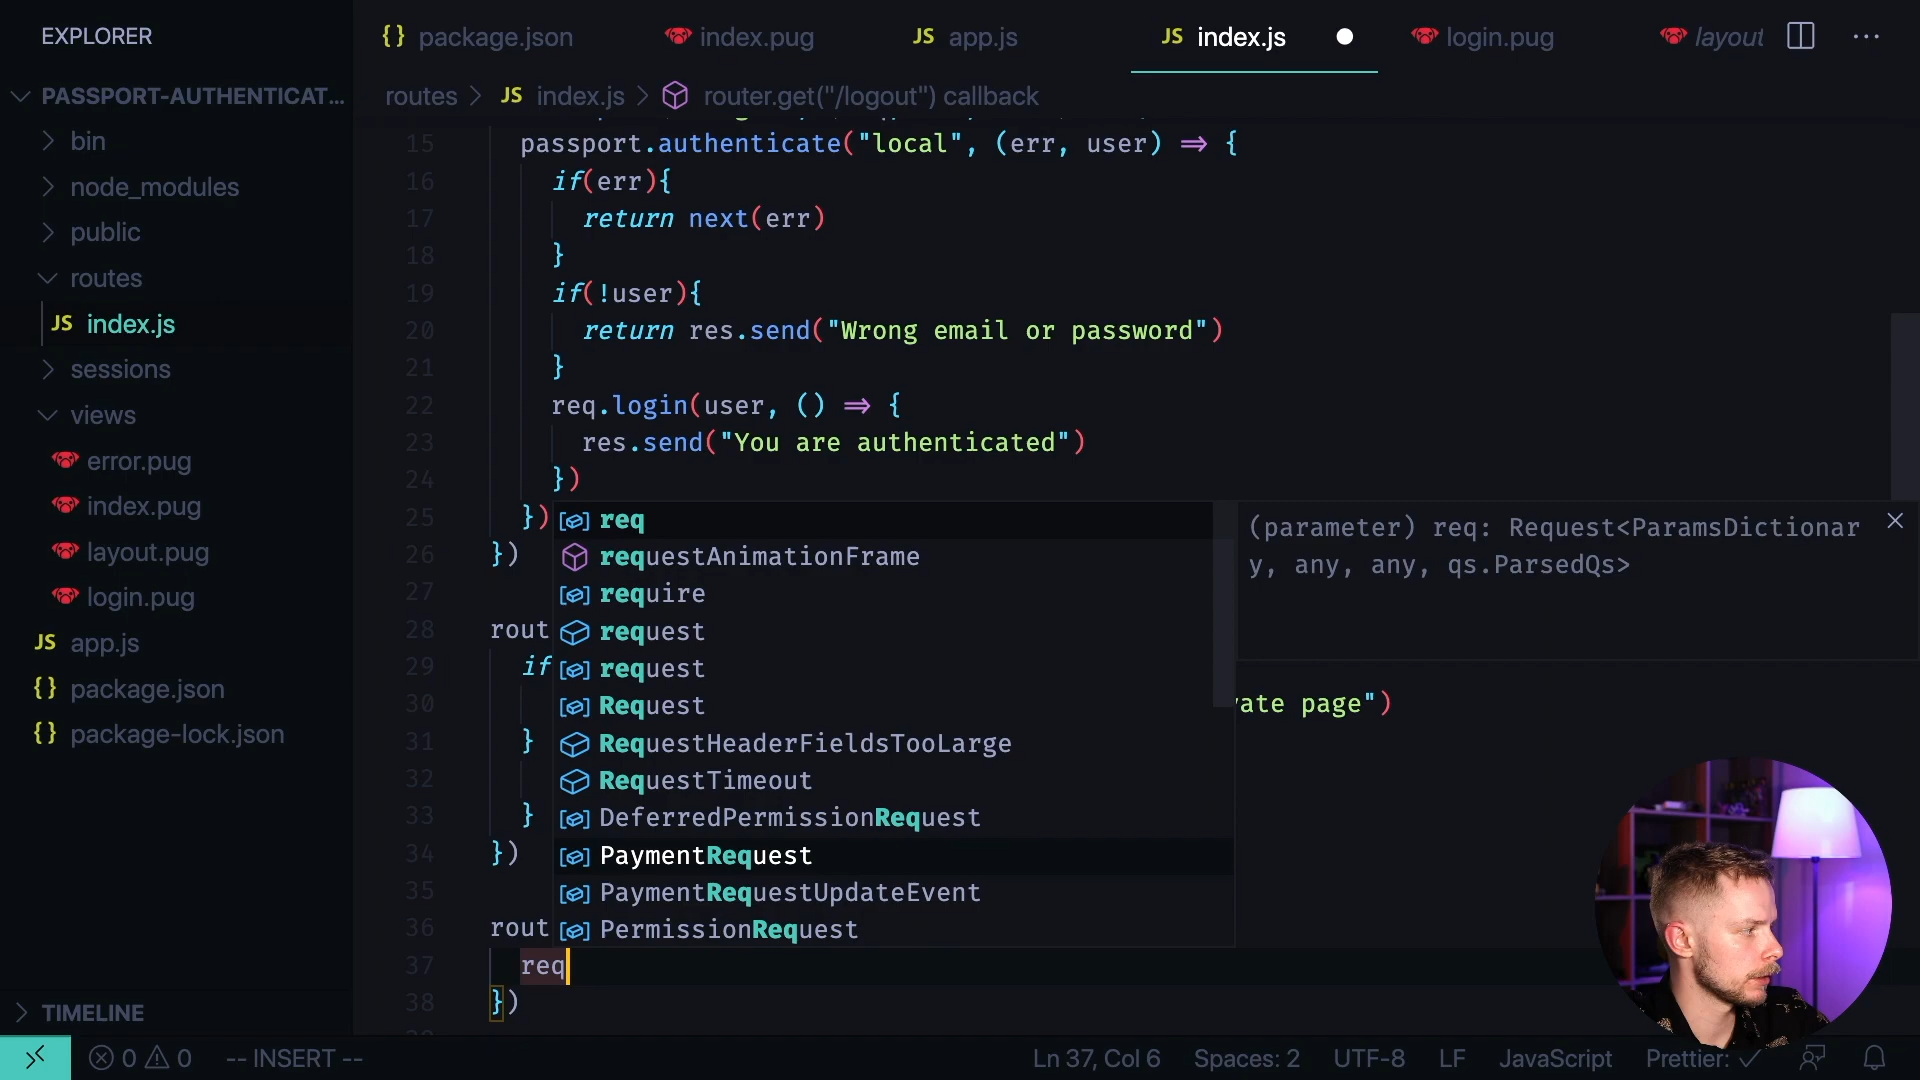 EXPLORER
{} package.json
index.pug
JS app.js
JS index.js
login.pug
layout
PASSPORT-AUTHENTICAT...
routes > JS index.js > router.get("/logout") callback
bin
node_modules
public
routes
JS index.js
sessions
views
error.pug
index.pug
layout.pug
login.pug
JS app.js
{} package.json
{} package-lock.json
TIMELINE
15 passport.authenticate("local", (err, user) => {
16 if(err){
17 return next(err)
18 }
19 if(!user){
20 return res.send("Wrong email or password")
21 }
22 req.login(user, () => {
23 res.send("You are authenticated")
24 })
25 })
26 })
27
28 rout
29 if
30 ate page")
31 }
32
33 }
34 })
35
36 rout
37 req
38 })
req
requestAnimationFrame
require
request
request
Request
RequestHeaderFieldsTooLarge
RequestTimeout
DeferredPermissionRequest
PaymentRequest
PaymentRequestUpdateEvent
PermissionRequest
(parameter) req: Request<ParamsDictionar
y, any, any, qs.ParsedQs>
0 0 -- INSERT -- Ln 37, Col 6 Spaces: 2 UTF-8 LF JavaScript Prettier: ✓